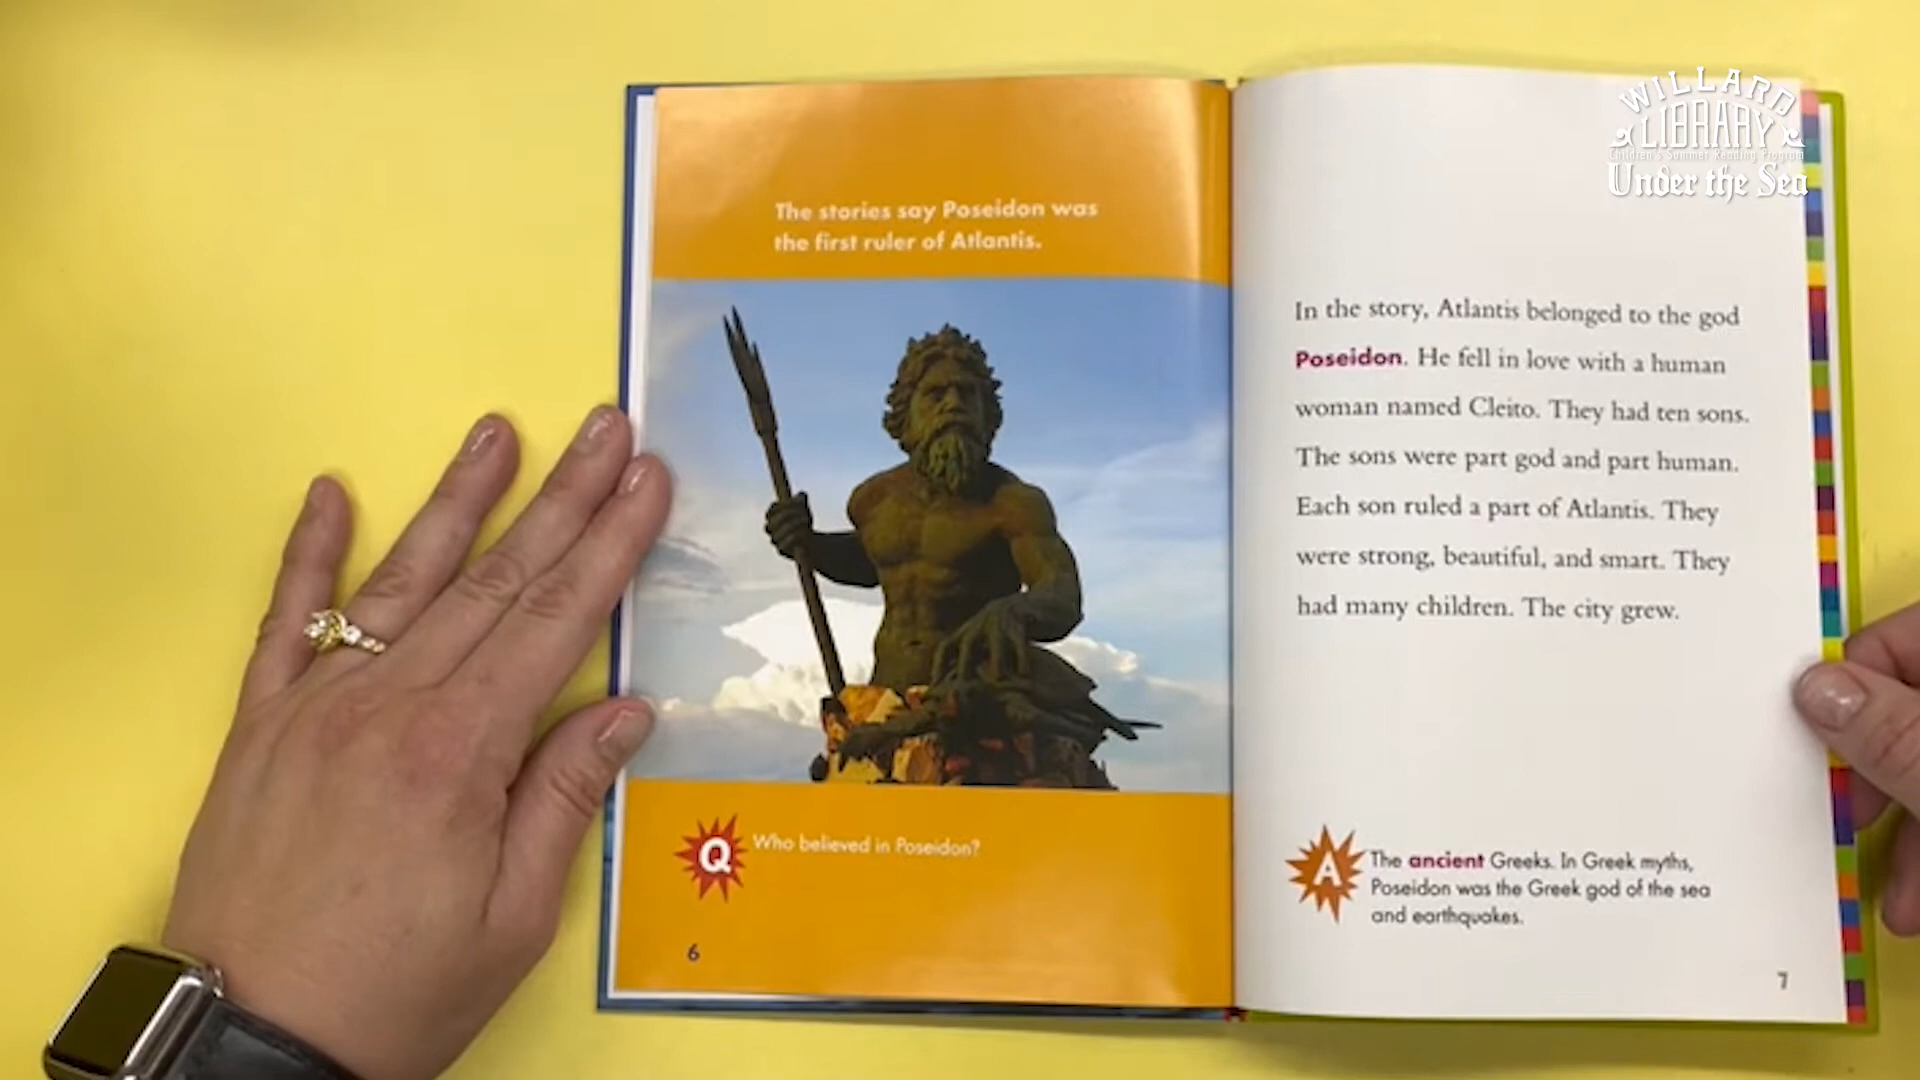 The stories say Poseidon was
the first ruler of Atlantis.
Q Who believed in Poseidon?
6
WILLARD
LIBRARY
Children's Summer Reading Program
Under the Sea
In the story, Atlantis belonged to the god
Poseidon. He fell in love with a human
woman named Cleito. They had ten sons.
The sons were part god and part human.
Each son ruled a part of Atlantis. They
were strong, beautiful, and smart. They
had many children. The city grew.
A The ancient Greeks. In Greek myths,
Poseidon was the Greek god of the sea
and earthquakes.
7